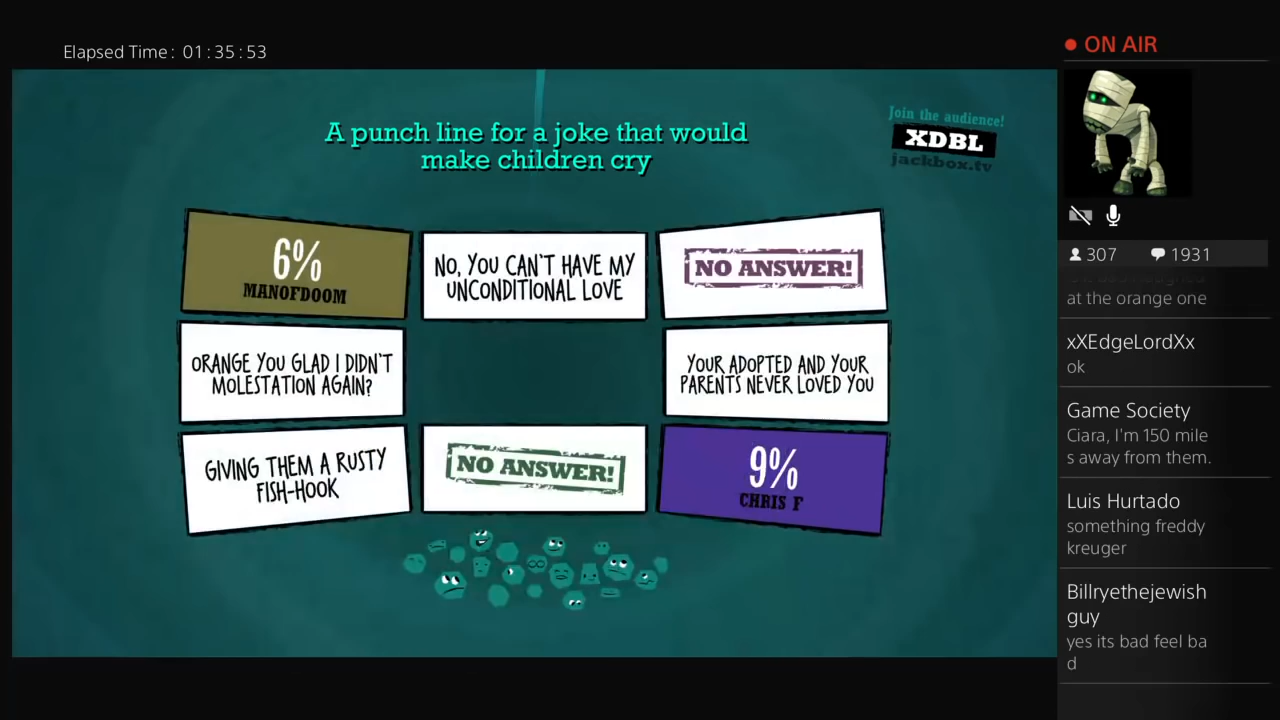 Elapsed Time: 01:35:53
ON AIR
A punch line for a joke that would
make children cry
Join the audience!
XDBL
jackbox.tv
6%
MANOFDOOM
NO, YOU CAN'T HAVE MY
UNCONDITIONAL LOVE
NO ANSWER!
ORANGE YOU GLAD I DIDN'T
MOLESTATION AGAIN?
YOUR ADOPTED AND YOUR
PARENTS NEVER LOVED YOU
GIVING THEM A RUSTY
FISH-HOOK
NO ANSWER!
9%
CHRIS F
307 1931
at the orange one
xXEdgeLordXx
ok
Game Society
Ciara, I'm 150 mile
s away from them.
Luis Hurtado
something freddy
kreuger
Billryethejewish
guy
yes its bad feel ba
d